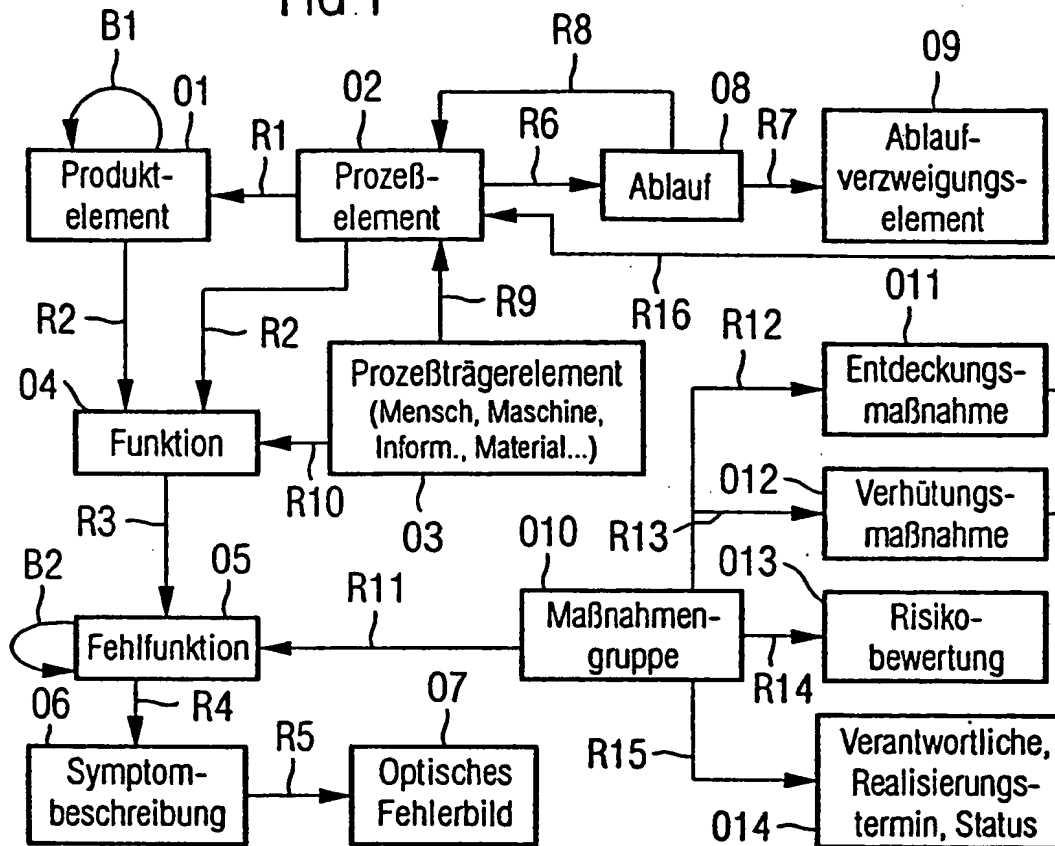 FIG 1
B1
R8
09
01
02
08
R6
R7
R1
Produkt-
element
Prozeß-
element
Ablauf
Ablauf-
verzweigungs-
element
R2
R2
R9
R16
011
R12
04
Prozeßträgerelement
(Mensch, Maschine,
Inform., Material...)
Entdeckungs-
maßnahme
Funktion
R10
03
012
R3
010
R13
Verhütungs-
maßnahme
B2
05
R11
013
Fehlfunktion
Maßnahmen-
gruppe
R14
Risiko-
bewertung
06
R4
07
R5
R15
Symptom-
beschreibung
Optisches
Fehlerbild
Verantwortliche,
Realisierungs-
termin, Status
014